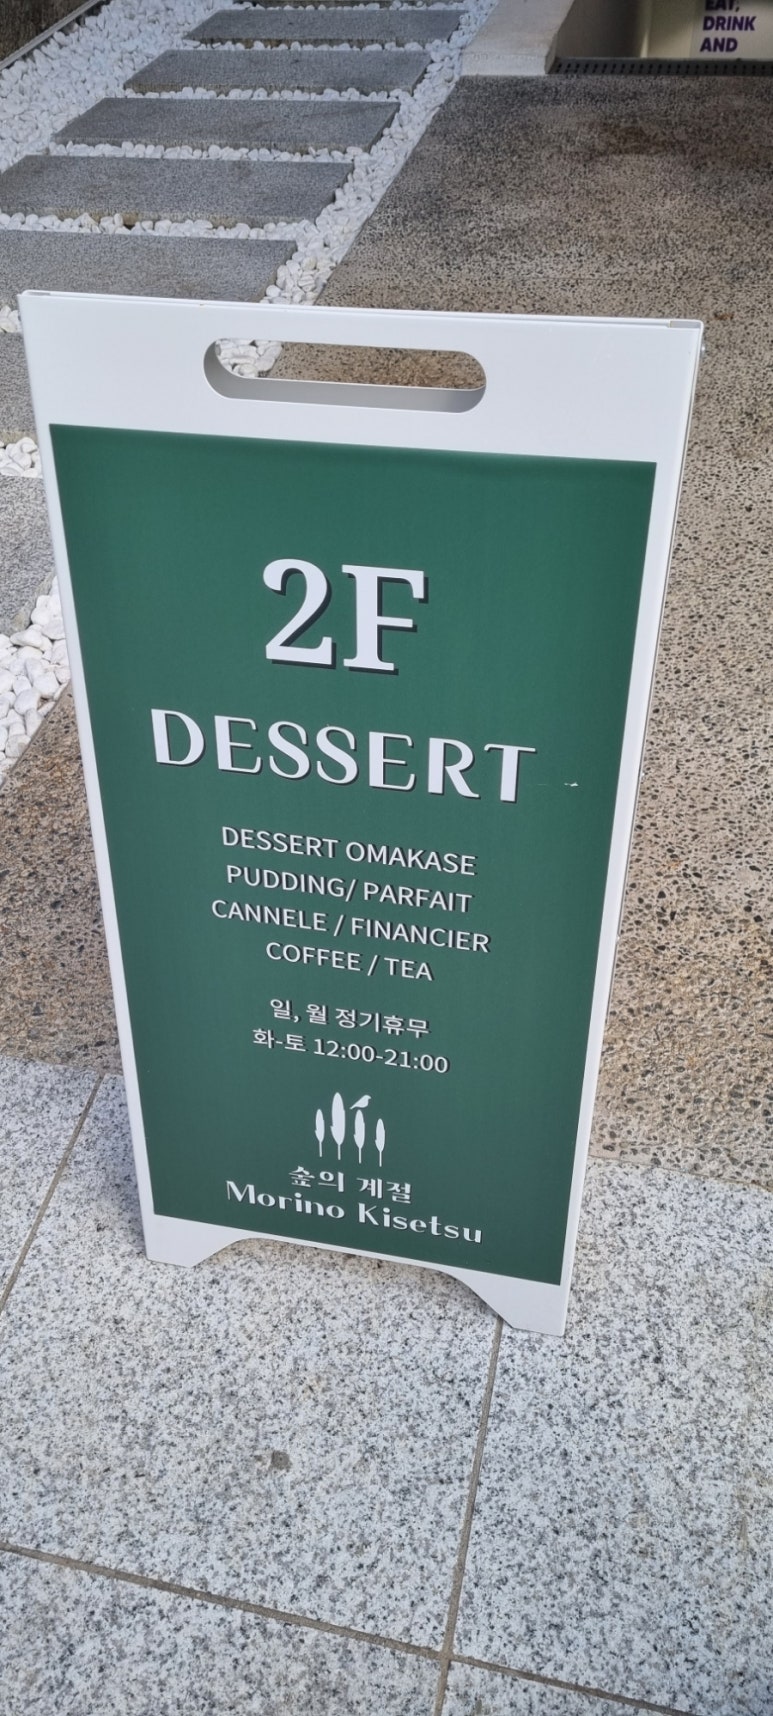 EAT,
DRINK
AND
2F
DESSERT
DESSERT OMAKASE
PUDDING/ PARFAIT
CANNELE / FINANCIER
COFFEE / TEA
일, 월 정기휴무
화-토 12:00-21:00
숲의 계절
Morino Kisetsu